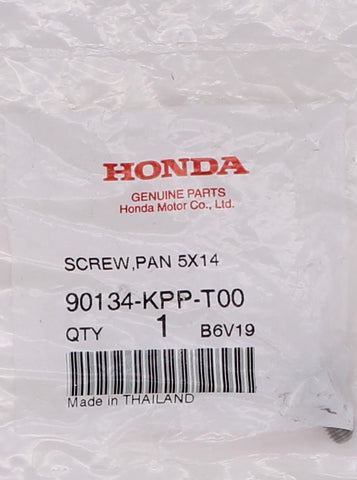 HONDA
GENUINE PARTS
Honda Motor Co., Ltd.
SCREW,PAN 5X14
90134-KPP-T00
QTY 1 B6V19
Made in THAILAND